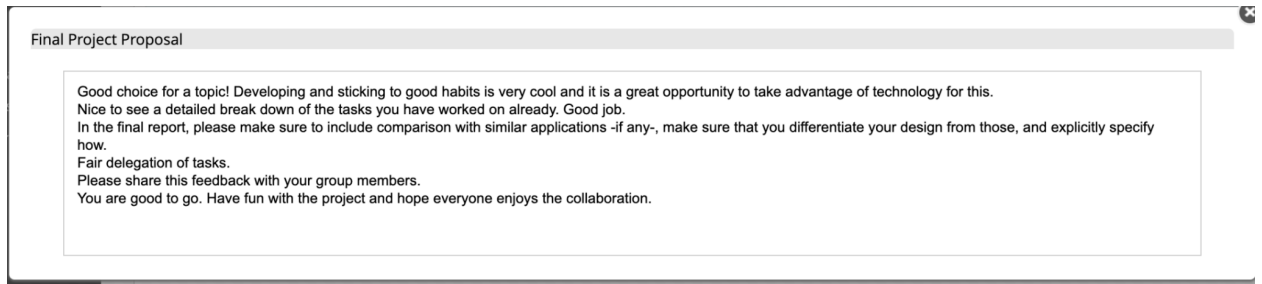 Final Project Proposal
Good choice for a topic! Developing and sticking to good habits is very cool and it is a great opportunity to take advantage of technology for this.
Nice to see a detailed break down of the tasks you have worked on already. Good job.
In the final report, please make sure to include comparison with similar applications -if any-, make sure that you differentiate your design from those, and explicitly specify
how.
Fair delegation of tasks.
Please share this feedback with your group members.
You are good to go. Have fun with the project and hope everyone enjoys the collaboration.